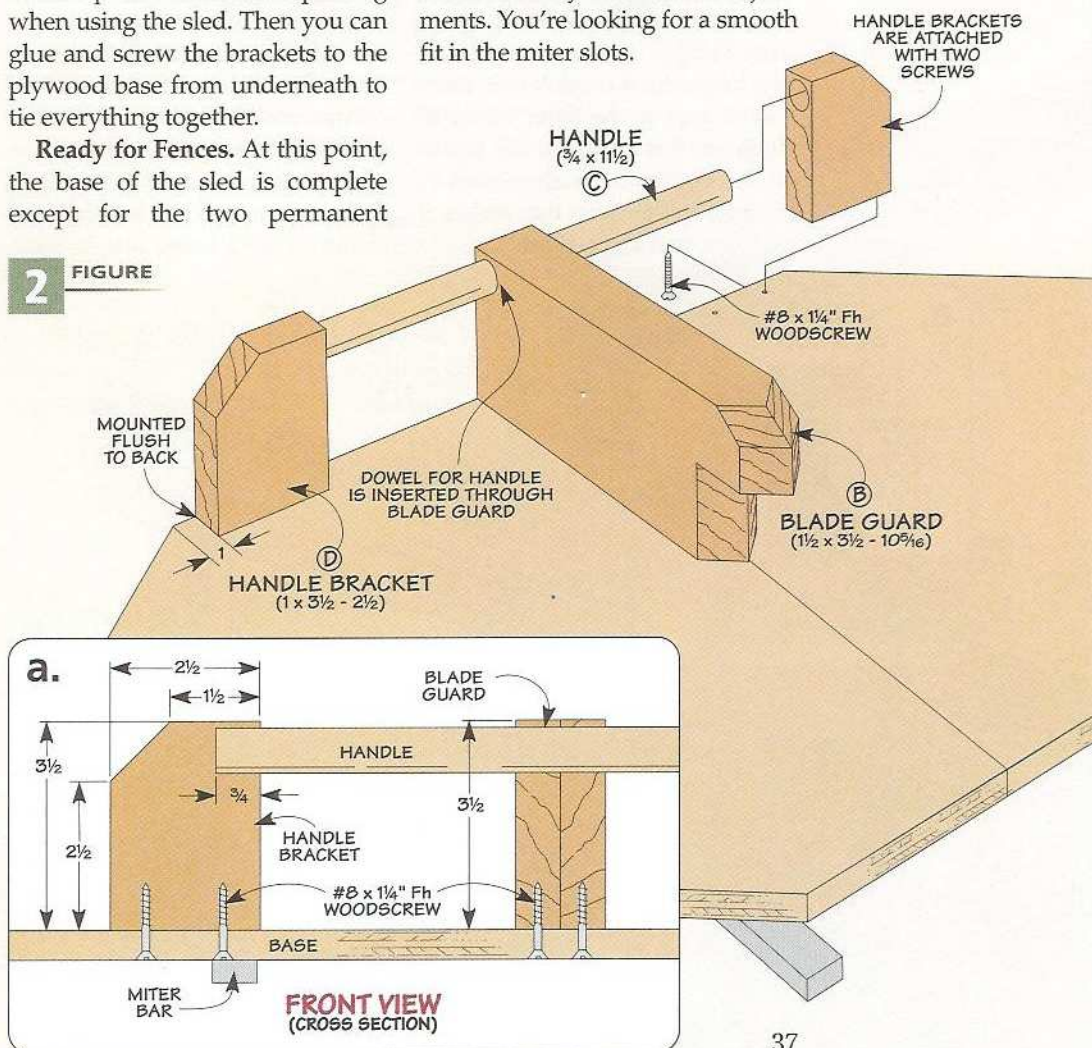 when using the sled. Then you can
glue and screw the brackets to the
plywood base from underneath to
tie everything together.
Ready for Fences. At this point,
the base of the sled is complete
except for the two permanent
ments. You're looking for a smooth
fit in the miter slots.
2 FIGURE
HANDLE BRACKETS
ARE ATTACHED
WITH TWO
SCREWS
HANDLE
(¾ x 11½)
C
#8 x 1¼" Fh
WOODSCREW
MOUNTED
FLUSH
TO BACK
DOWEL FOR HANDLE
IS INSERTED THROUGH
BLADE GUARD
B
BLADE GUARD
(1½ x 3½ - 10⁵⁄₁₆)
1
D
HANDLE BRACKET
(1 x 3½ - 2½)
a.
2½
1½
BLADE
GUARD
HANDLE
3½
¾
3½
2½
HANDLE
BRACKET
#8 x 1¼" Fh
WOODSCREW
BASE
MITER
BAR
FRONT VIEW
(CROSS SECTION)
37